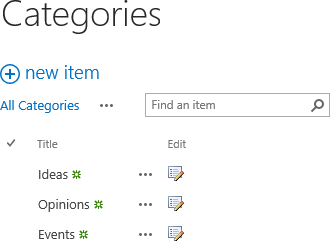 Categories
new item
All Categories ••• Find an item
Title Edit
Ideas •••
Opinions •••
Events •••